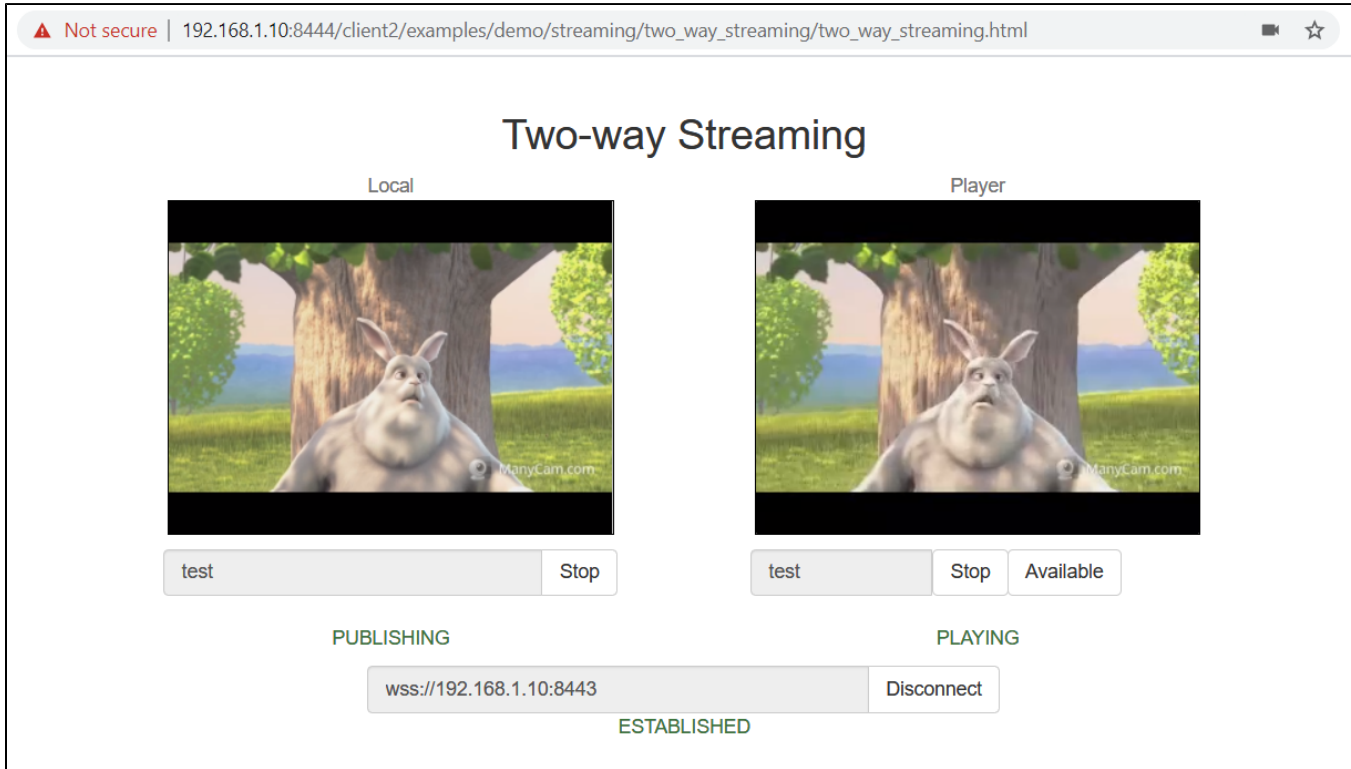 Not secure | 192.168.1.10:8444/client2/examples/demo/streaming/two_way_streaming/two_way_streaming.html
Two-way Streaming
Local Player
ManyCam.com ManyCam.com
test Stop test Stop Available
PUBLISHING PLAYING
wss://192.168.1.10:8443 Disconnect
ESTABLISHED